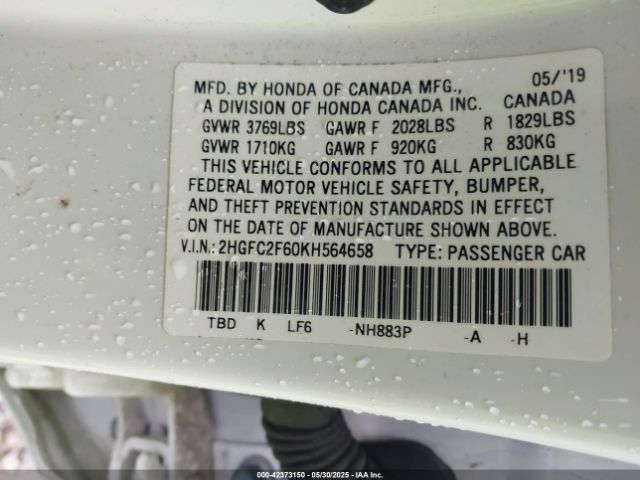 MFD. BY HONDA OF CANADA MFG., 05/'19
A DIVISION OF HONDA CANADA INC. CANADA
GVWR 3769LBS GAWR F 2028LBS R 1829LBS
GVWR 1710KG GAWR F 920KG R 830KG
THIS VEHICLE CONFORMS TO ALL APPLICABLE
FEDERAL MOTOR VEHICLE SAFETY, BUMPER,
AND THEFT PREVENTION STANDARDS IN EFFECT
ON THE DATE OF MANUFACTURE SHOWN ABOVE.
V.I.N.: 2HGFC2F60KH564658 TYPE: PASSENGER CAR
TBD K LF6 -NH883P -A -H
000-42373150 — 05/30/2025 — IAA Inc.